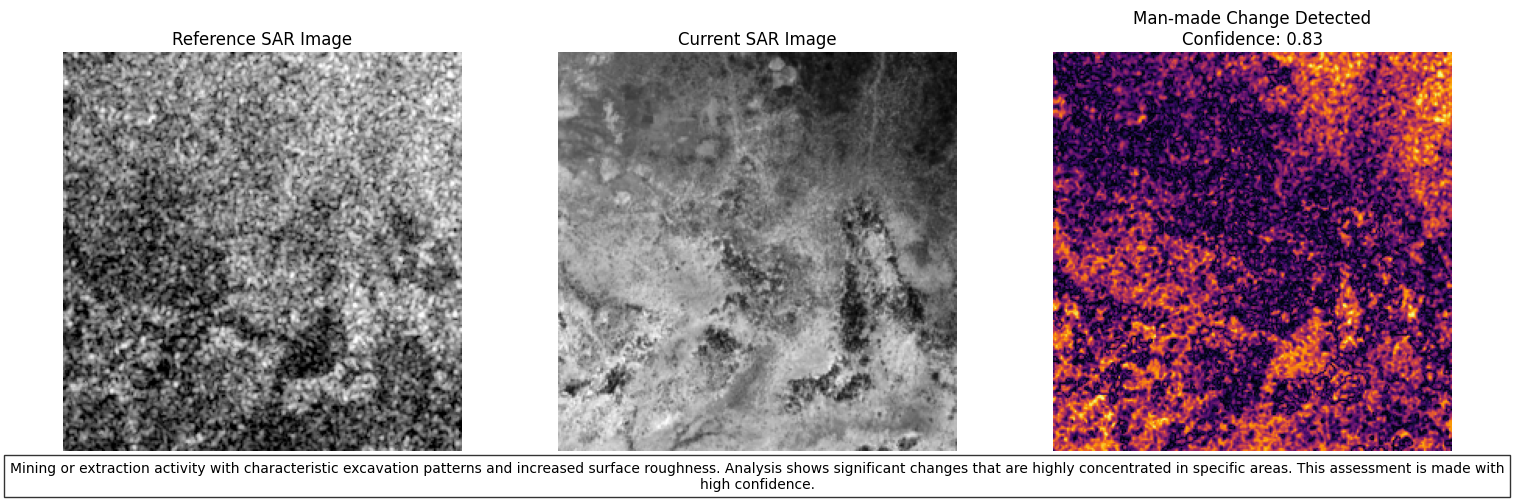 Reference SAR Image
Current SAR Image
Man-made Change Detected
Confidence: 0.83
Mining or extraction activity with characteristic excavation patterns and increased surface roughness. Analysis shows significant changes that are highly concentrated in specific areas. This assessment is made with
high confidence.